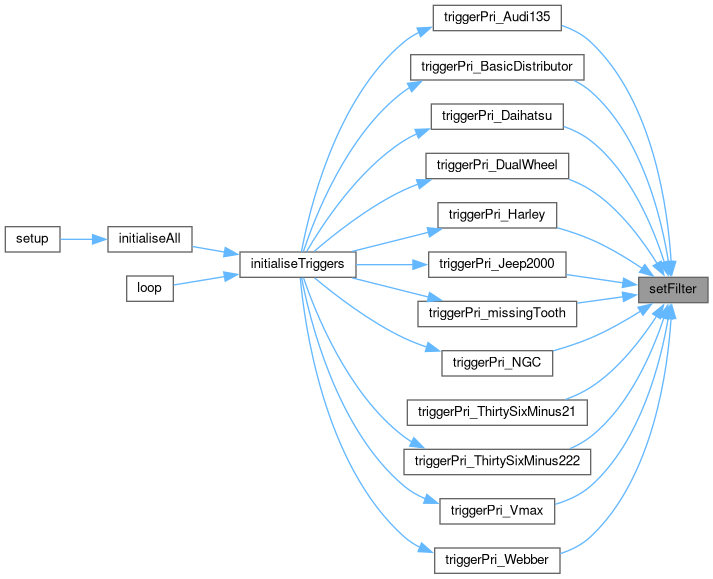 triggerPri_Audi135
triggerPri_BasicDistributor
triggerPri_Daihatsu
triggerPri_DualWheel
triggerPri_Harley
setup
initialiseAll
initialiseTriggers
triggerPri_Jeep2000
loop
setFilter
triggerPri_missingTooth
triggerPri_NGC
triggerPri_ThirtySixMinus21
triggerPri_ThirtySixMinus222
triggerPri_Vmax
triggerPri_Webber